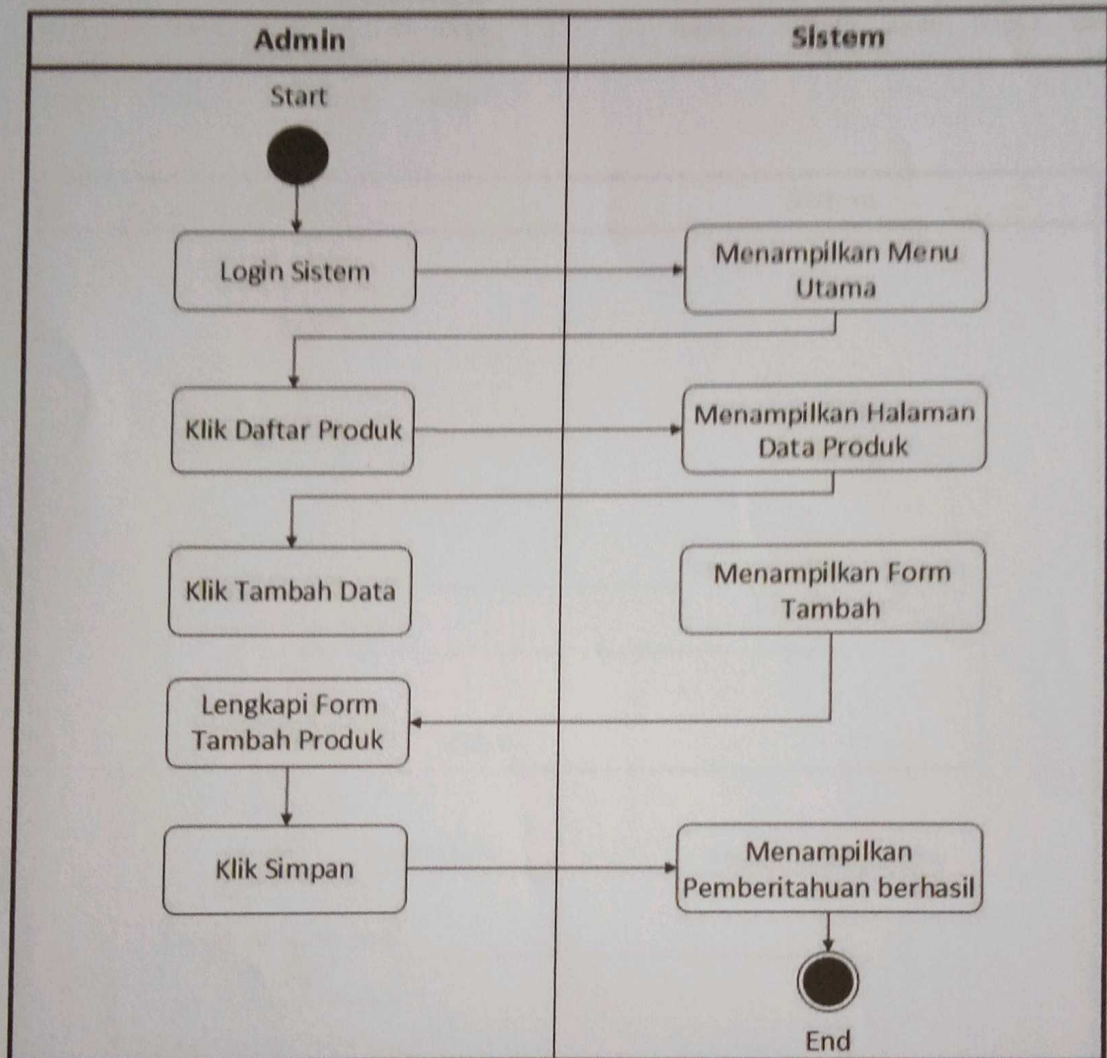 Admin
Sistem
Start
Login Sistem
Menampilkan Menu
Utama
Klik Daftar Produk
Menampilkan Halaman
Data Produk
Klik Tambah Data
Menampilkan Form
Tambah
Lengkapi Form
Tambah Produk
Klik Simpan
Menampilkan
Pemberitahuan berhasil
End